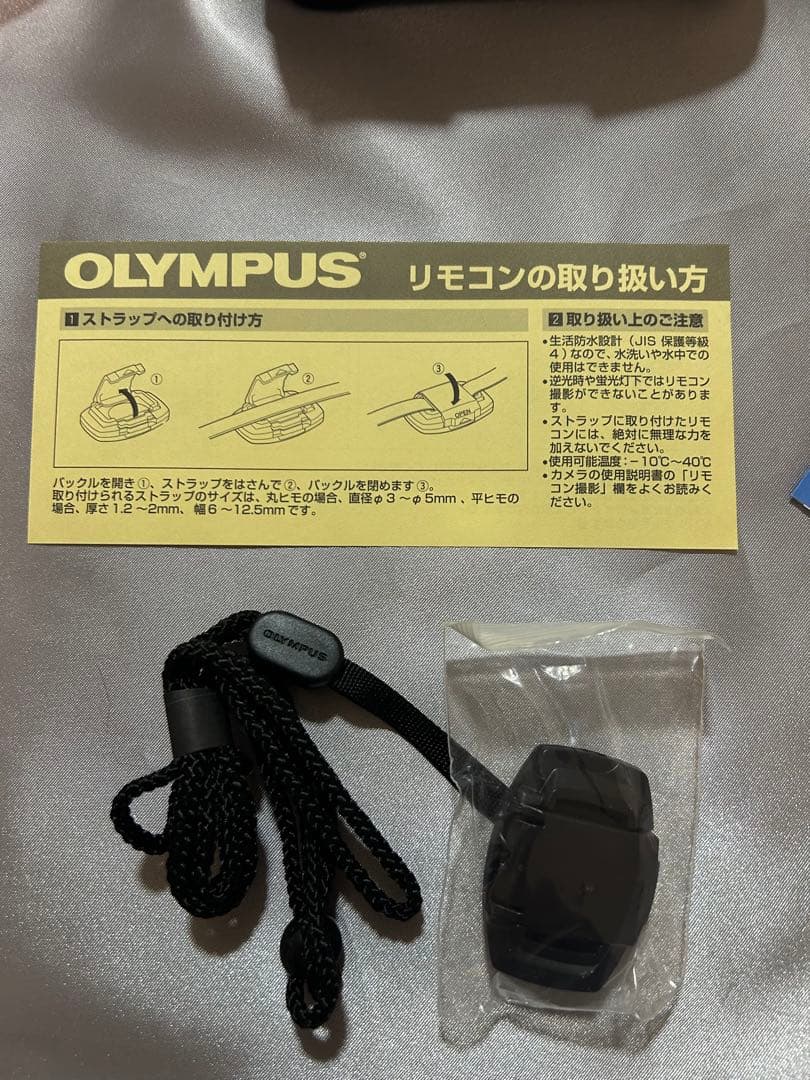 OLYMPUS® リモコンの取り扱い方
1 ストラップへの取り付け方
① ② ③
OPEN
バックルを開き①、ストラップをはさんで②、バックルを閉めます③。
取り付けられるストラップのサイズは、丸ヒモの場合、直径φ3～φ5mm、平ヒモの
場合、厚さ1.2～2mm、幅6～12.5mmです。
2 取り扱い上のご注意
•生活防水設計（JIS 保護等級
4）なので、水洗いや水中での
使用はできません。
•逆光時や蛍光灯下ではリモコン
撮影ができないことがありま
す。
•ストラップに取り付けたリモ
コンには、絶対に無理な力を
加えないでください。
•使用可能温度：－10℃～40℃
•カメラの使用説明書の「リモ
コン撮影」欄をよくお読みく
ださい。
OLYMPUS